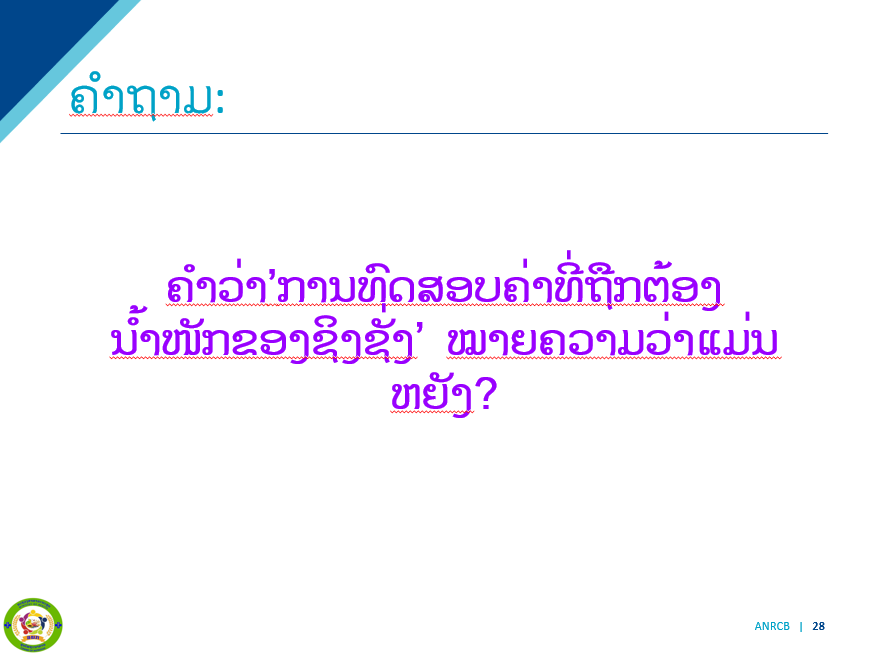 ຄໍາຖາມ:
ຄໍາວ່າ’ການທົດສອບຄ່າທີ່ຖືກຕ້ອງ
ນໍ້າໜັກຂອງຊິງຊັ່ງ’ ໝາຍຄວາມວ່າແມ່ນ
ຫຍັງ?
ANRCB | 28